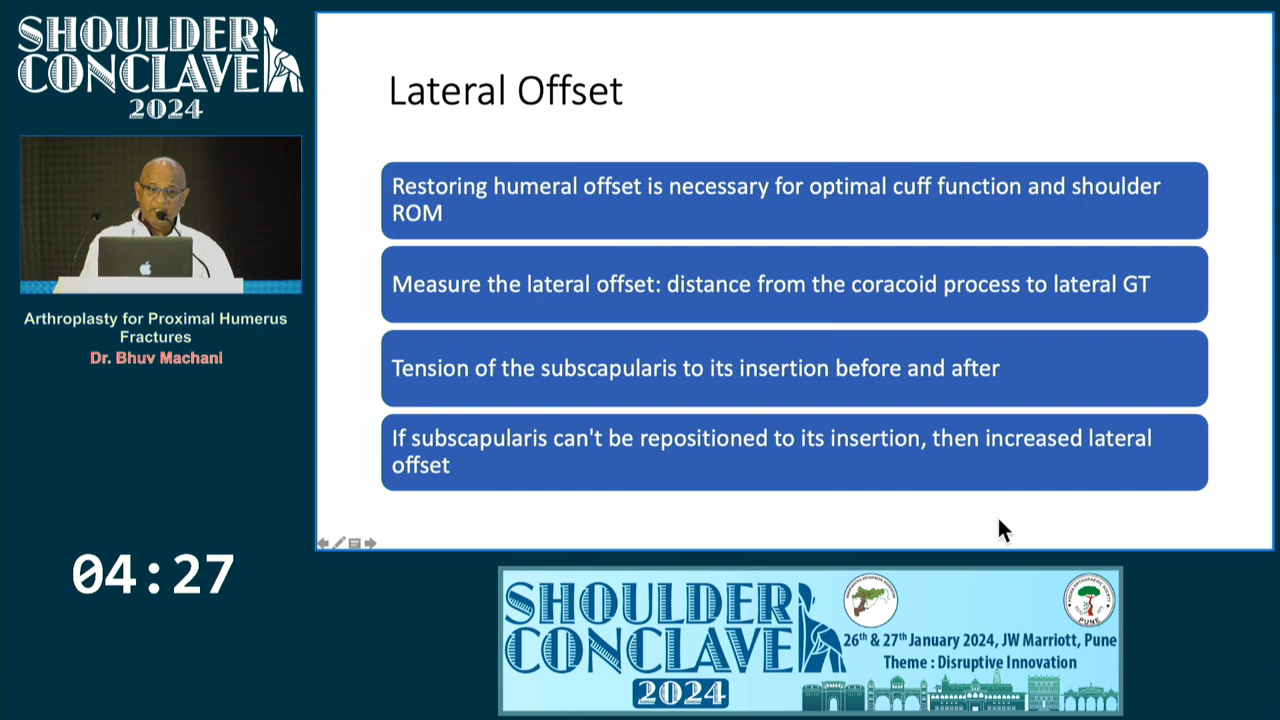 SHOULDER
CONCLAVE
2024
Arthroplasty for Proximal Humerus
Fractures
Dr. Bhuv Machani
04:27
Lateral Offset
Restoring humeral offset is necessary for optimal cuff function and shoulder
ROM
Measure the lateral offset: distance from the coracoid process to lateral GT
Tension of the subscapularis to its insertion before and after
If subscapularis can't be repositioned to its insertion, then increased lateral
offset
SHOULDER
CONCLAVE
2024
PUNE
26th & 27th January 2024, JW Marriott, Pune
Theme : Disruptive Innovation